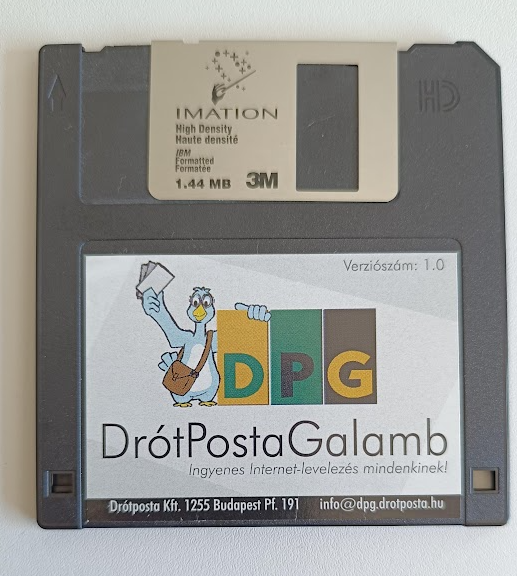 HD
IMATION
High Density
Haute densité
IBM
Formatted
Formatée
1.44 MB 3M
Verziószám: 1.0
DPG
DrótPostaGalamb
Ingyenes Internet-levelezés mindenkinek!
Drótposta Kft. 1255 Budapest Pf. 191 info@dpg.drotposta.hu